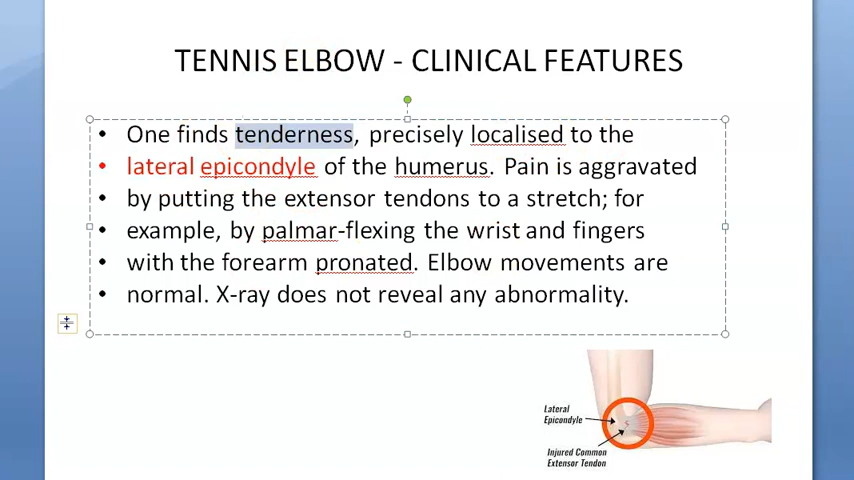 TENNIS ELBOW - CLINICAL FEATURES
• One finds tenderness, precisely localised to the
• lateral epicondyle of the humerus. Pain is aggravated
• by putting the extensor tendons to a stretch; for
• example, by palmar-flexing the wrist and fingers
• with the forearm pronated. Elbow movements are
• normal. X-ray does not reveal any abnormality.
Lateral
Epicondyle
Injured Common
Extensor Tendon